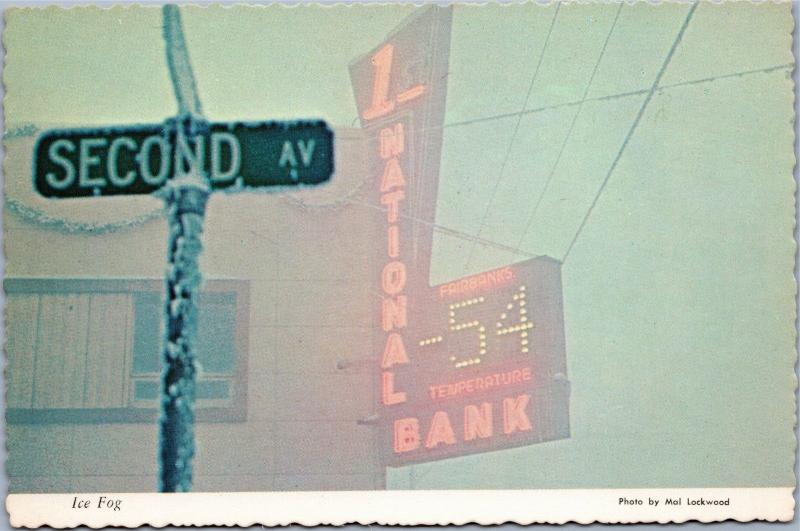 SECOND AV
1st
NATIONAL
FAIRBANKS
-54
TEMPERATURE
BANK
Ice Fog
Photo by Mal Lockwood